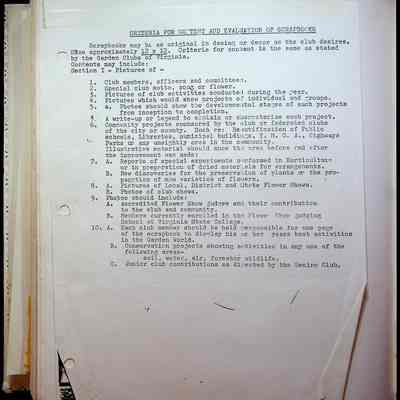 CRITERIA FOR CONTENT AND EVALUATION OF SCRAPBOOKS
Scrapbooks may be as original in desing or decor as the club desires.
Size approximately 12 x 12. Criteria for content is the same as stated
by the Garden Clubs of Virginia.
Contents may include:
Section I - Pictures of -
1. Club members, officers and committees.
2. Special club motto, song or flower.
3. Pictures of club activities conducted during the year.
4. Pictures which would show projects of individual and groups.
5. a. Photos should show the developmental stages of such projects
from inception to completion.
A write-up or legend to explain or characterize each project.
6. Community projects sponsored by the club or federated clubs
of the city or county. Such as: Beautification of Public
schools, Libraries, municipal buildings, Y. M. C. A., Highways
Parks or any unsightly area in the community.
Illustrative material should show the scene before and after
the improvement was made:
7. A. Reports of special experiments performed in Horticulture
or in preparation of dried materials for arrangements.
B. New discoveries for the preservation of plants or the pro-
pagation of new varieties of flowers.
8. A. Pictures of Local, District and State Flower Shows.
B. Photos of club shows.
9. Photos should include:
A. Accredited Flower Show Judges and their contribution
to the club and community.
B. Members currently enrolled in the Flower Show Judging
School at Virginia State College.
10. A. Each club member should be held responsible for one page
of the scrapbook to display his or her years best activities
in the Garden World.
B. Conservation projects showing activities in any one of the
following areas-
soil, water, air, forestor wildlife.
C. Junior club contributions as directed by the Senior Club.